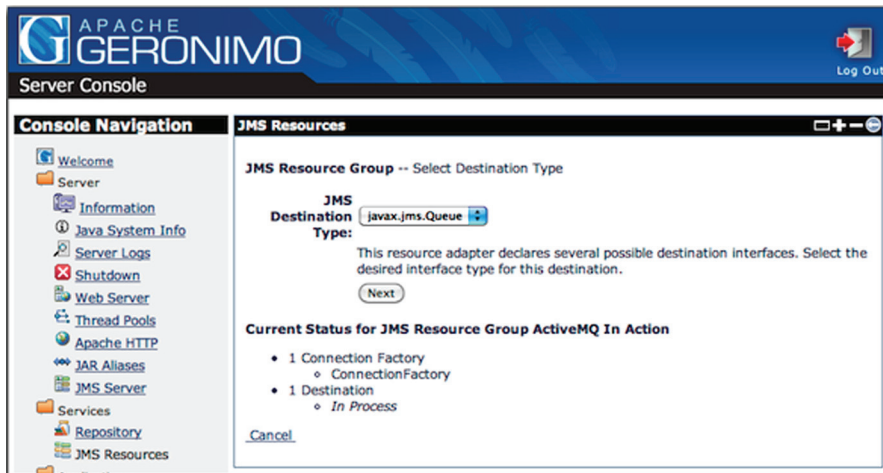 APACHE
GERONIMO
Log Out
Server Console
Console Navigation
Welcome
Server
Information
Java System Info
Server Logs
Shutdown
Web Server
Thread Pools
Apache HTTP
JAR Aliases
JMS Server
Services
Repository
JMS Resources
JMS Resources
JMS Resource Group -- Select Destination Type
JMS
Destination
Type:
javax.jms.Queue
This resource adapter declares several possible destination interfaces. Select the
desired interface type for this destination.
Next
Current Status for JMS Resource Group ActiveMQ In Action
• 1 Connection Factory
ConnectionFactory
• 1 Destination
In Process
Cancel